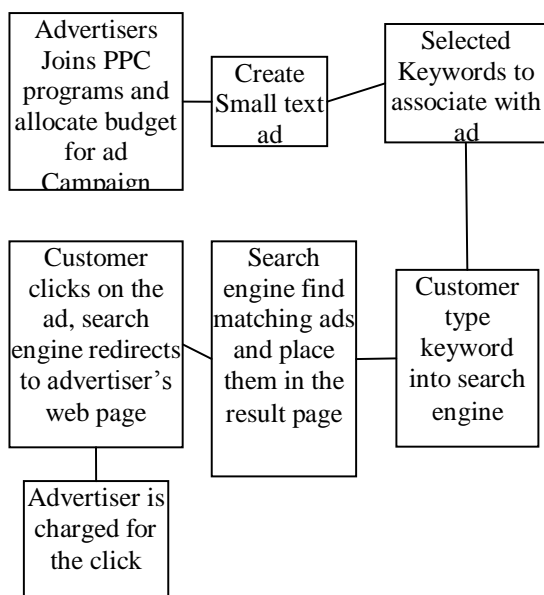 Advertisers
Joins PPC
programs and
allocate budget
for ad
Campaign
Create
Small text
ad
Selected
Keywords to
associate with
ad
Customer
type
keyword
into search
engine
Search
engine find
matching ads
and place
them in the
result page
Customer
clicks on the
ad, search
engine redirects
to advertiser’s
web page
Advertiser is
charged for
the click